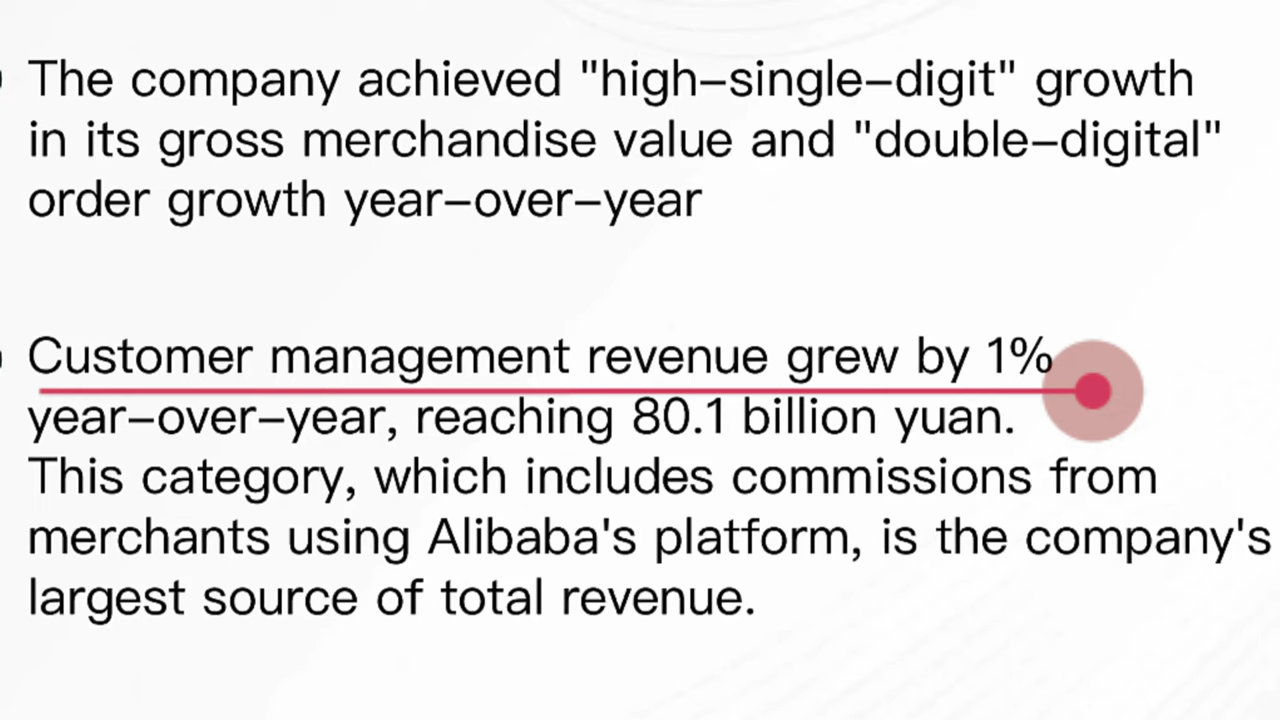 The company achieved "high–single–digit" growth
in its gross merchandise value and "double–digital"
order growth year–over–year
Customer management revenue grew by 1%
year–over–year, reaching 80.1 billion yuan.
This category, which includes commissions from
merchants using Alibaba's platform, is the company's
largest source of total revenue.